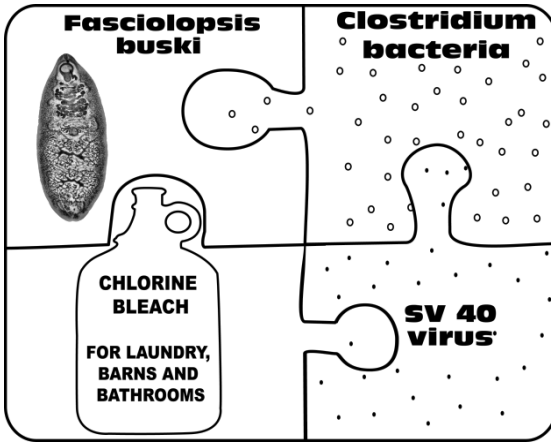 Fasciolopsis
buski
Clostridium
bacteria
CHLORINE
BLEACH
FOR LAUNDRY,
BARNS AND
BATHROOMS
SV 40
virus